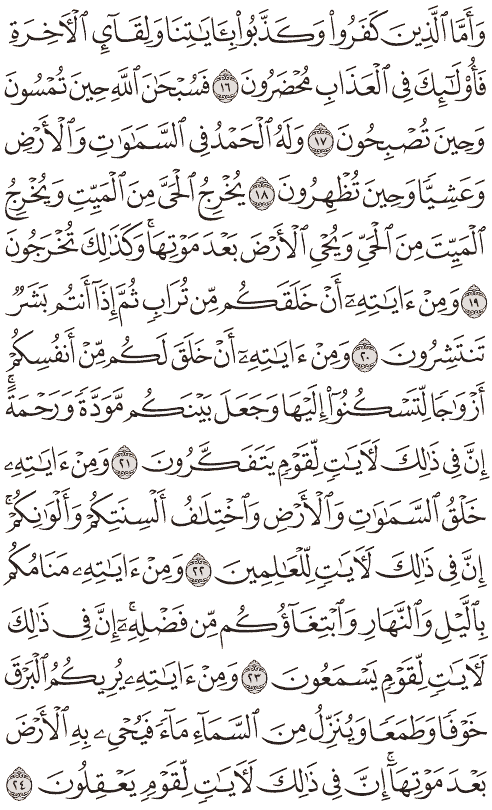 وَأَمَّا ٱلَّذِينَ كَفَرُواْ وَكَذَّبُواْ بِـَٔايَٰتِنَا وَلِقَآيِٕ ٱلۡأٓخِرَةِ
فَأُوْلَٰٓئِكَ فِي ٱلۡعَذَابِ مُحۡضَرُونَ ١٦ فَسُبۡحَٰنَ ٱللَّهِ حِينَ تُمۡسُونَ
وَحِينَ تُصۡبِحُونَ ١٧ وَلَهُ ٱلۡحَمۡدُ فِي ٱلسَّمَٰوَٰتِ وَٱلۡأَرۡضِ
وَعَشِيّٗا وَحِينَ تُظۡهِرُونَ ١٨ يُخۡرِجُ ٱلۡحَيَّ مِنَ ٱلۡمَيِّتِ وَيُخۡرِجُ
ٱلۡمَيِّتَ مِنَ ٱلۡحَيِّ وَيُحۡيِ ٱلۡأَرۡضَ بَعۡدَ مَوۡتِهَاۚ وَكَذَٰلِكَ تُخۡرَجُونَ
١٩ وَمِنۡ ءَايَٰتِهِۦٓ أَنۡ خَلَقَكُم مِّن تُرَابٖ ثُمَّ إِذَآ أَنتُم بَشَرٞ
تَنتَشِرُونَ ٢٠ وَمِنۡ ءَايَٰتِهِۦٓ أَنۡ خَلَقَ لَكُم مِّنۡ أَنفُسِكُمۡ
أَزۡوَٰجٗا لِّتَسۡكُنُوٓاْ إِلَيۡهَا وَجَعَلَ بَيۡنَكُم مَّوَدَّةٗ وَرَحۡمَةًۚ
إِنَّ فِي ذَٰلِكَ لَأٓيَٰتٖ لِّقَوۡمٖ يَتَفَكَّرُونَ ٢١ وَمِنۡ ءَايَٰتِهِۦ
خَلۡقُ ٱلسَّمَٰوَٰتِ وَٱلۡأَرۡضِ وَٱخۡتِلَٰفُ أَلۡسِنَتِكُمۡ وَأَلۡوَٰنِكُمۡۚ
إِنَّ فِي ذَٰلِكَ لَأٓيَٰتٖ لِّلۡعَٰلِمِينَ ٢٢ وَمِنۡ ءَايَٰتِهِۦ مَنَامُكُم
بِٱلَّيۡلِ وَٱلنَّهَارِ وَٱبۡتِغَآؤُكُم مِّن فَضۡلِهِۦٓۚ إِنَّ فِي ذَٰلِكَ
لَأٓيَٰتٖ لِّقَوۡمٖ يَسۡمَعُونَ ٢٣ وَمِنۡ ءَايَٰتِهِۦ يُرِيكُمُ ٱلۡبَرۡقَ
خَوۡفٗا وَطَمَعٗا وَيُنَزِّلُ مِنَ ٱلسَّمَآءِ مَآءٗ فَيُحۡيِۦ بِهِ ٱلۡأَرۡضَ
بَعۡدَ مَوۡتِهَآۚ إِنَّ فِي ذَٰلِكَ لَأٓيَٰتٖ لِّقَوۡمٖ يَعۡقِلُونَ ٢٤